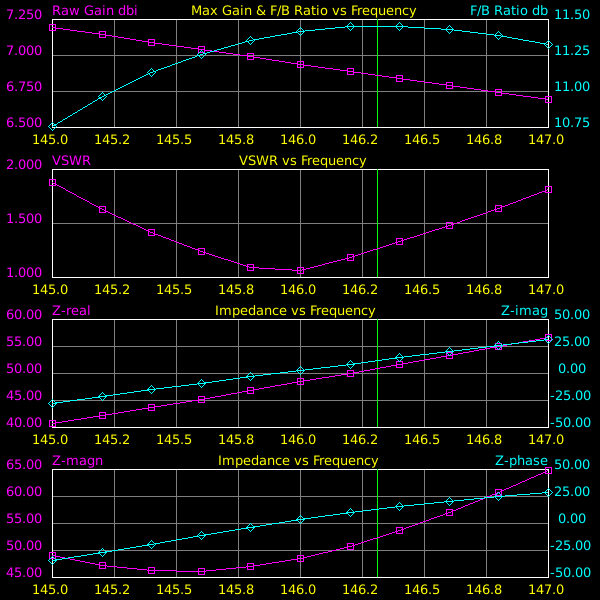 Raw Gain dbi Max Gain & F/B Ratio vs Frequency F/B Ratio db
7.250 11.50
7.000 11.25
6.750 11.00
6.500 10.75
145.0 145.2 145.5 145.8 146.0 146.2 146.5 146.8 147.0
VSWR VSWR vs Frequency
2.000
1.500
1.000
145.0 145.2 145.5 145.8 146.0 146.2 146.5 146.8 147.0
Z-real Impedance vs Frequency Z-imag
60.00 50.00
55.00 25.00
50.00 0.00
45.00 -25.00
40.00 -50.00
145.0 145.2 145.5 145.8 146.0 146.2 146.5 146.8 147.0
Z-magn Impedance vs Frequency Z-phase
65.00 50.00
60.00 25.00
55.00 0.00
50.00 -25.00
45.00 -50.00
145.0 145.2 145.5 145.8 146.0 146.2 146.5 146.8 147.0